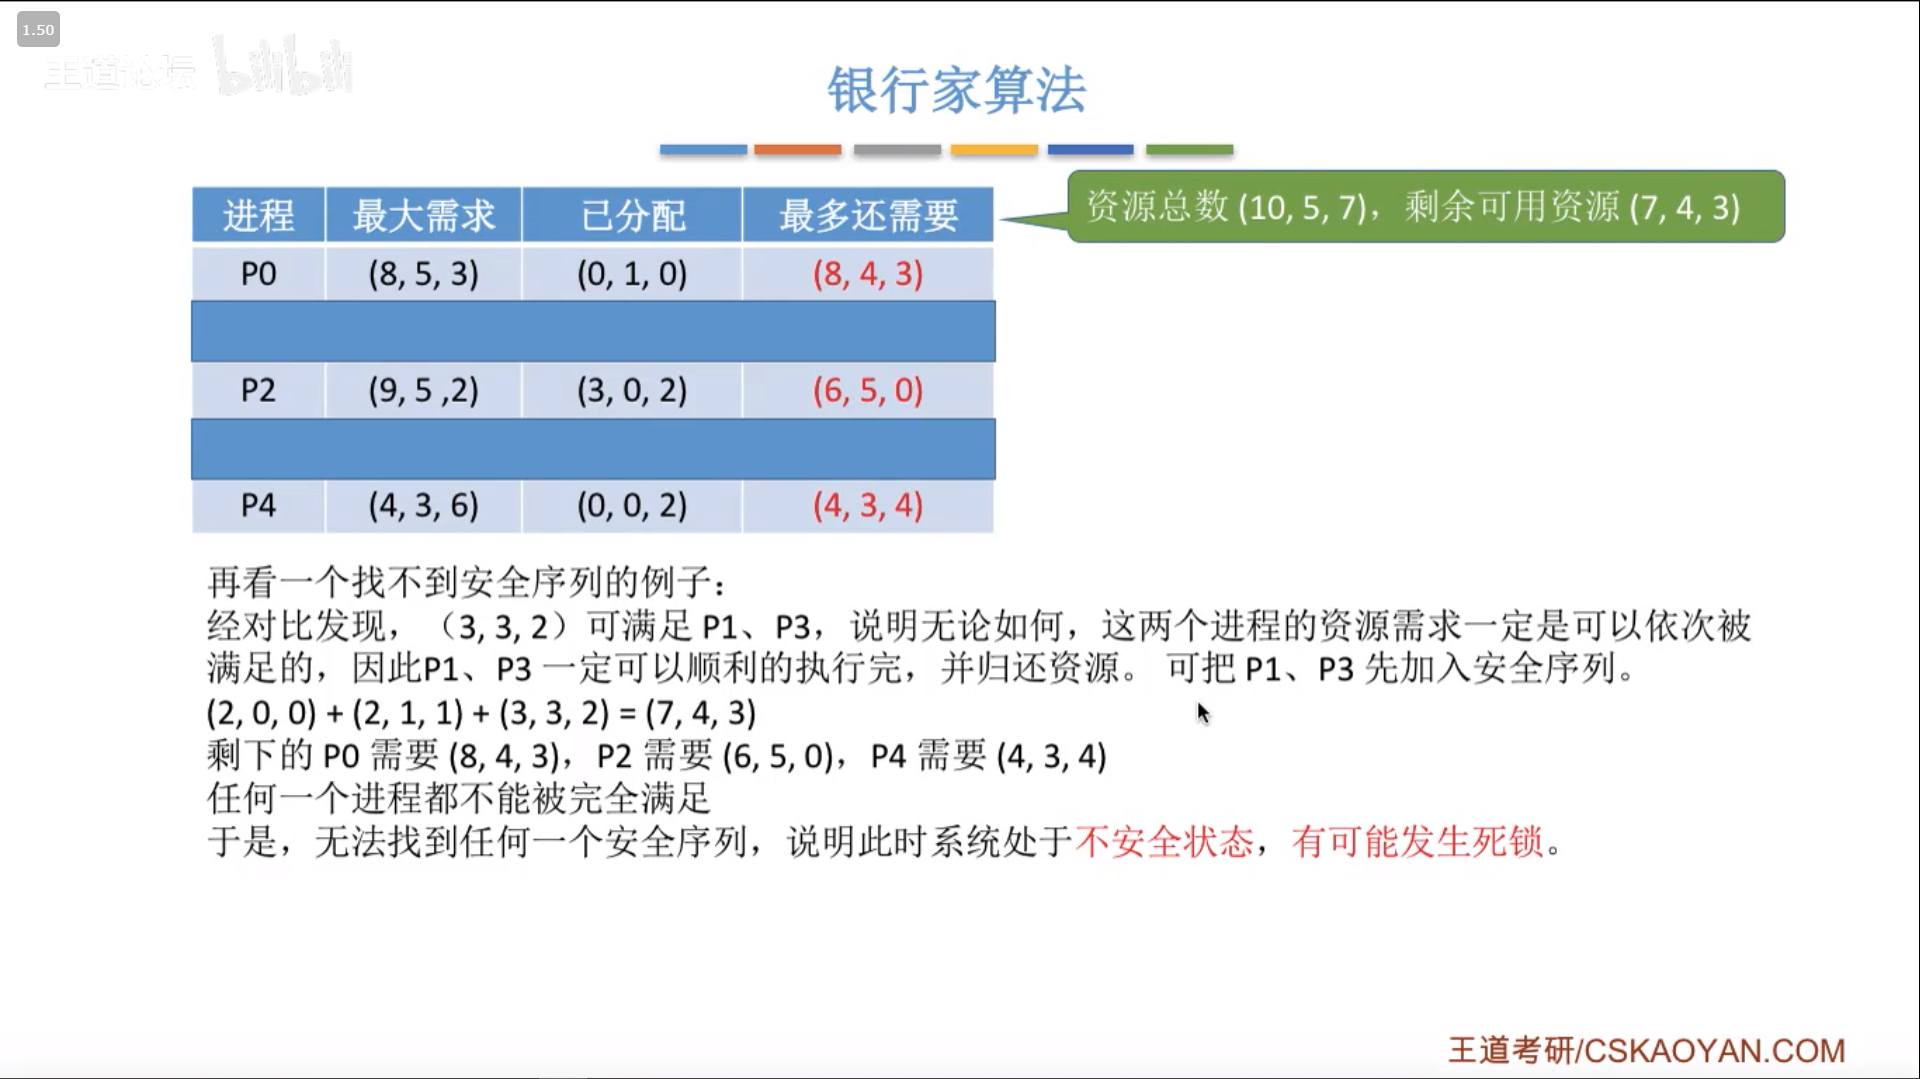 1.50
王道论坛 bilibili
银行家算法
资源总数 (10, 5, 7)，剩余可用资源 (7, 4, 3)
进程 最大需求 已分配 最多还需要
P0 (8, 5, 3) (0, 1, 0) (8, 4, 3)
P2 (9, 5 ,2) (3, 0, 2) (6, 5, 0)
P4 (4, 3, 6) (0, 0, 2) (4, 3, 4)
再看一个找不到安全序列的例子：
经对比发现，（3, 3, 2）可满足 P1、P3，说明无论如何，这两个进程的资源需求一定是可以依次被
满足的，因此P1、P3 一定可以顺利的执行完，并归还资源。 可把 P1、P3 先加入安全序列。
(2, 0, 0) + (2, 1, 1) + (3, 3, 2) = (7, 4, 3)
剩下的 P0 需要 (8, 4, 3)，P2 需要 (6, 5, 0)，P4 需要 (4, 3, 4)
任何一个进程都不能被完全满足
于是，无法找到任何一个安全序列，说明此时系统处于不安全状态，有可能发生死锁。
王道考研/CSKAOYAN.COM